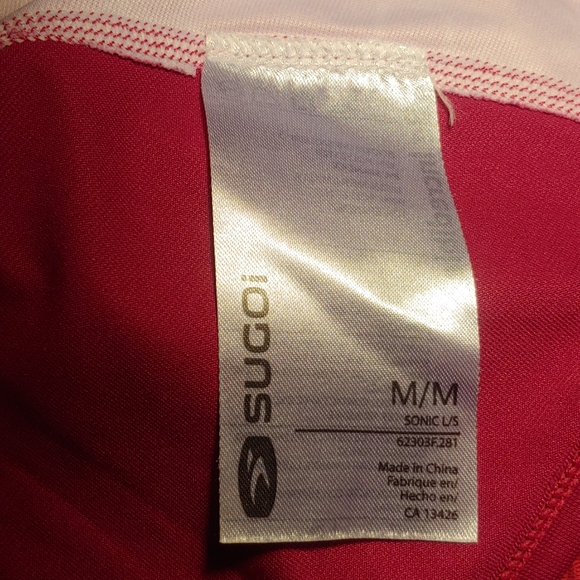 SUGOi
M/M
SONIC L/S
62303F.281
Made in China
Fabrique en/
Hecho en/
CA 13426